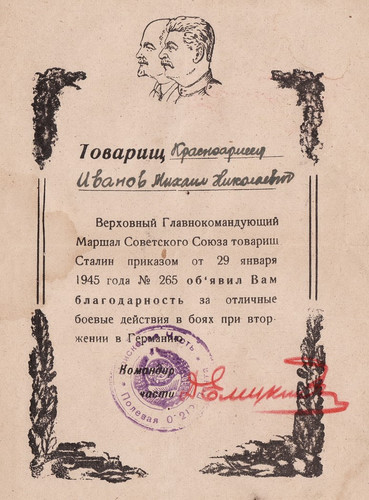 Товарищ Красноармеец
Иванов Михаил Николаевич
Верховный Главнокомандующий
Маршал Советского Союза товарищ
Сталин приказом от 29 января
1945 года № 265 об'явил Вам
благодарность за отличные
боевые действия в боях при втор-
жении в Германию.
Командир
части
Полевая